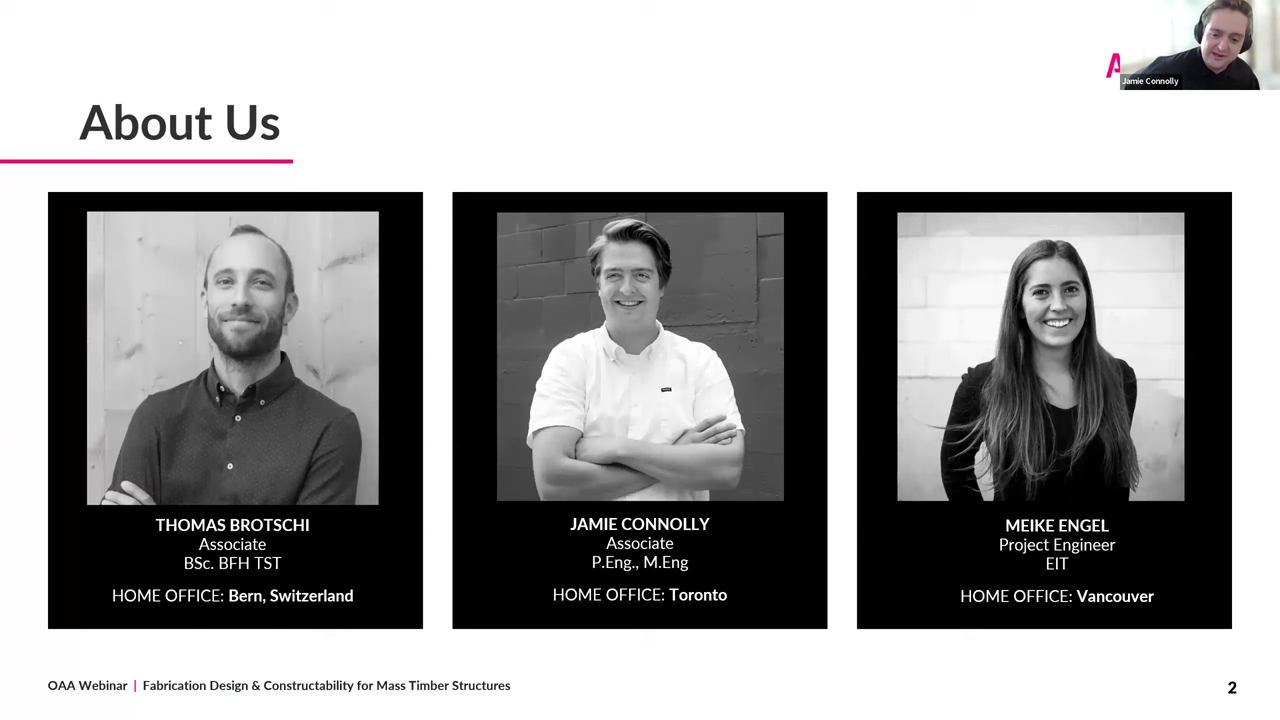 A
Jamie Connolly
About Us
THOMAS BROTSCHI
Associate
BSc. BFH TST
HOME OFFICE: Bern, Switzerland
JAMIE CONNOLLY
Associate
P.Eng., M.Eng
HOME OFFICE: Toronto
MEIKE ENGEL
Project Engineer
EIT
HOME OFFICE: Vancouver
OAA Webinar | Fabrication Design & Constructability for Mass Timber Structures
2